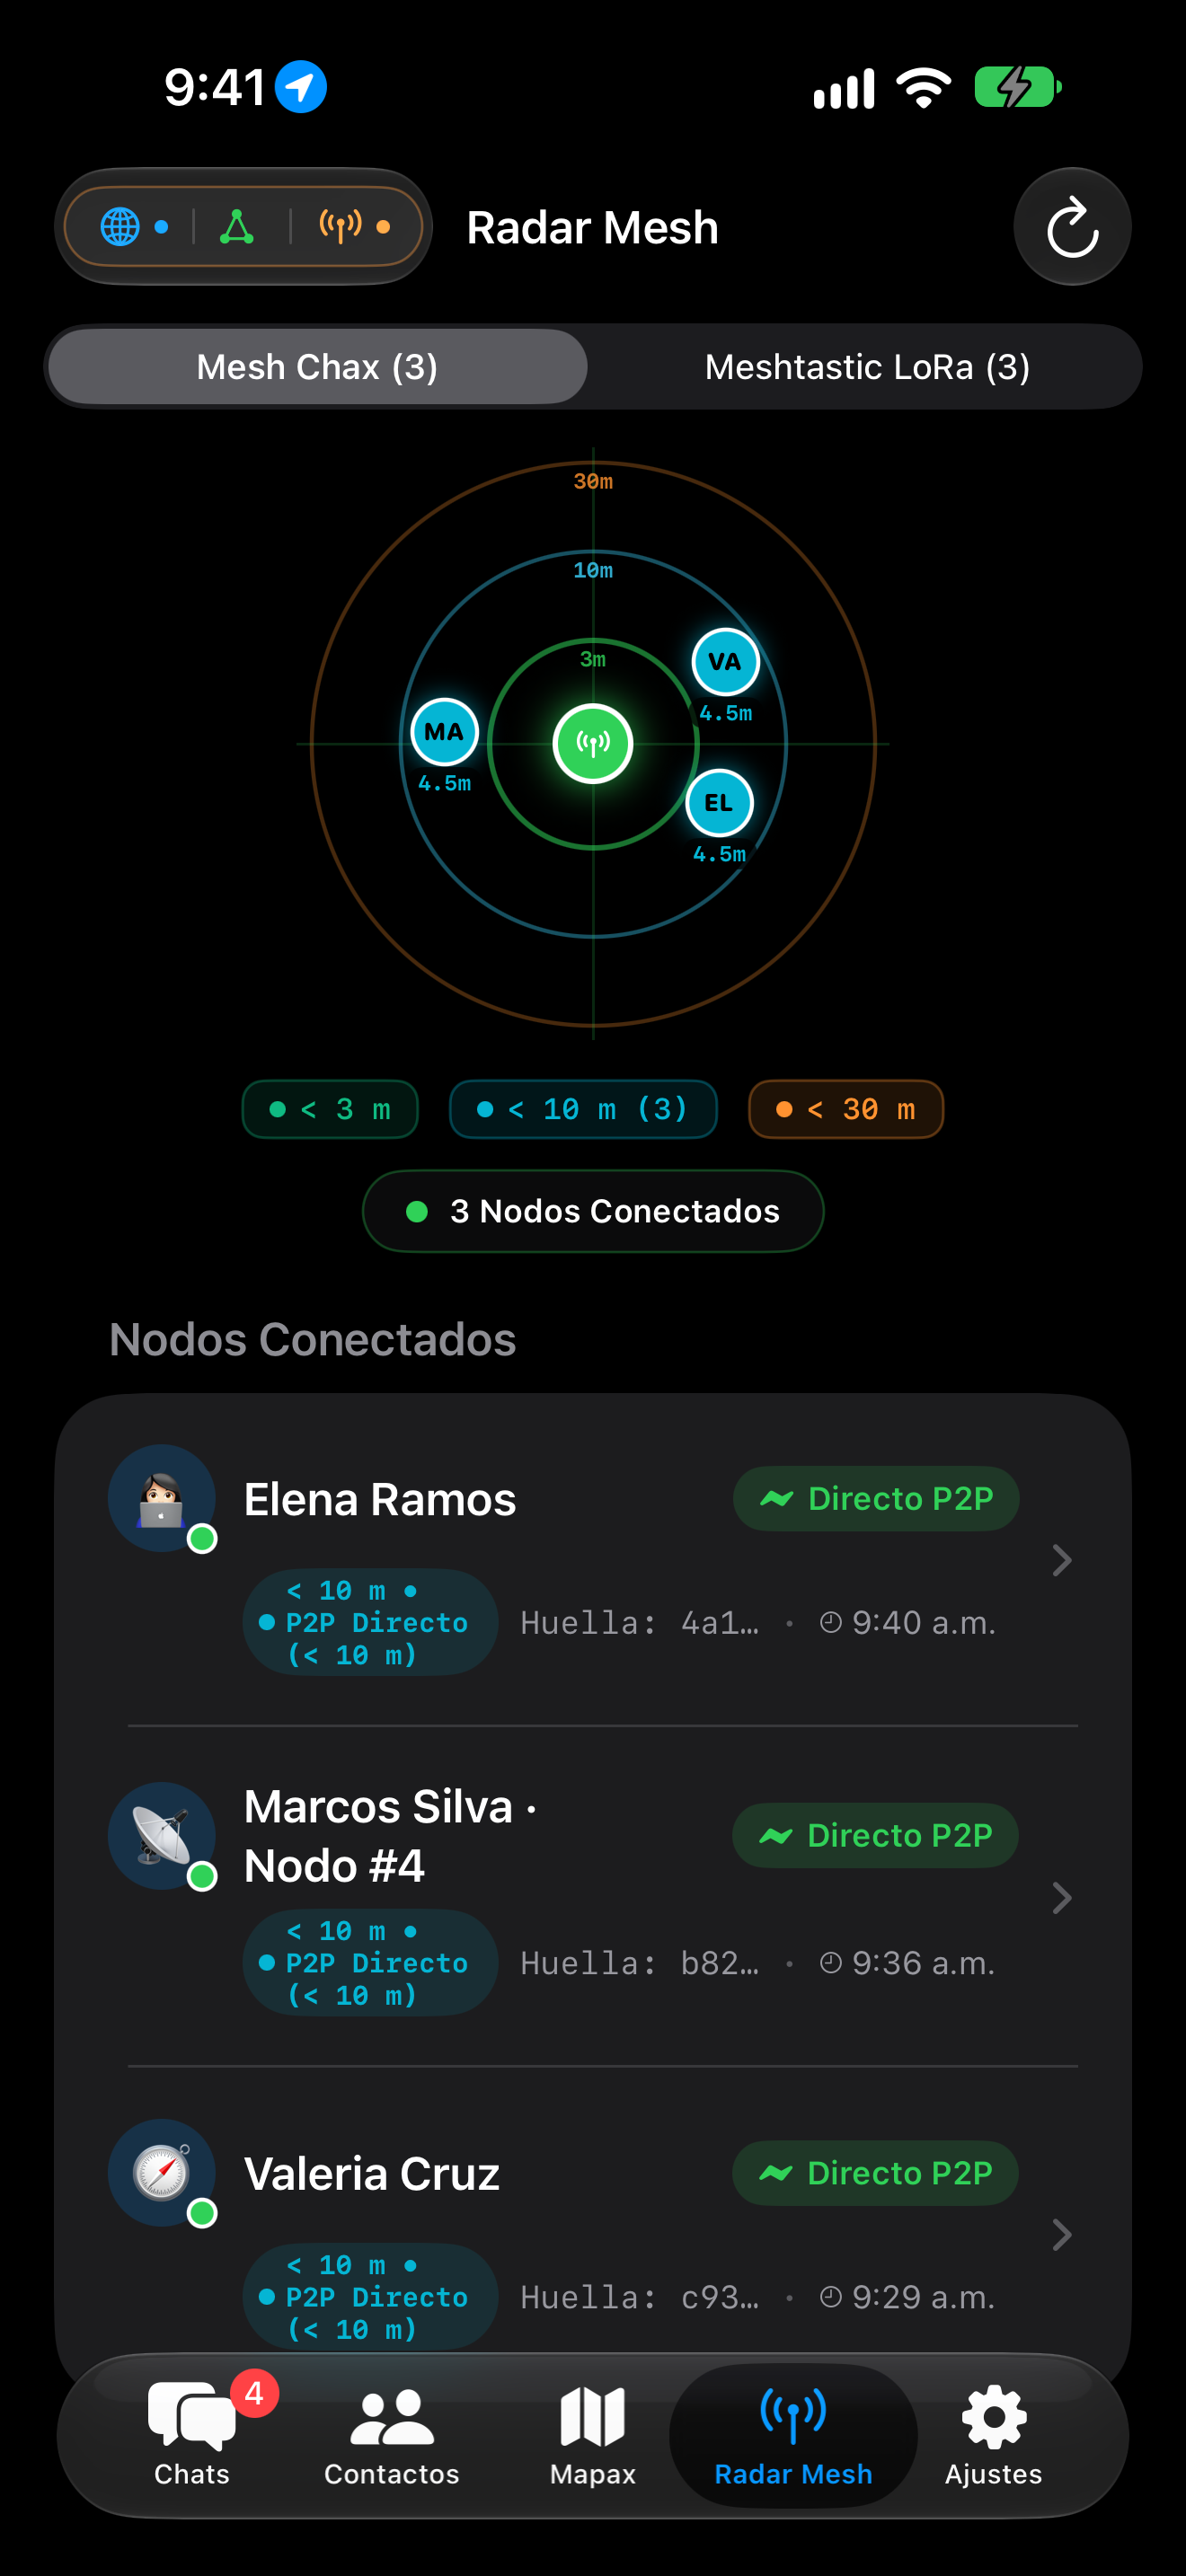 9:41
Radar Mesh
Mesh Chax (3)
Meshtastic LoRa (3)
30m
10m
3m
VA
4.5m
MA
4.5m
EL
4.5m
< 3 m
< 10 m (3)
< 30 m
3 Nodos Conectados
Nodos Conectados
Elena Ramos
Directo P2P
< 10 m •
P2P Directo
(< 10 m)
Huella: 4a1… · 9:40 a.m.
Marcos Silva ·
Nodo #4
Directo P2P
< 10 m •
P2P Directo
(< 10 m)
Huella: b82… · 9:36 a.m.
Valeria Cruz
Directo P2P
< 10 m •
P2P Directo
(< 10 m)
Huella: c93… · 9:29 a.m.
4
Chats
Contactos
Mapax
Radar Mesh
Ajustes